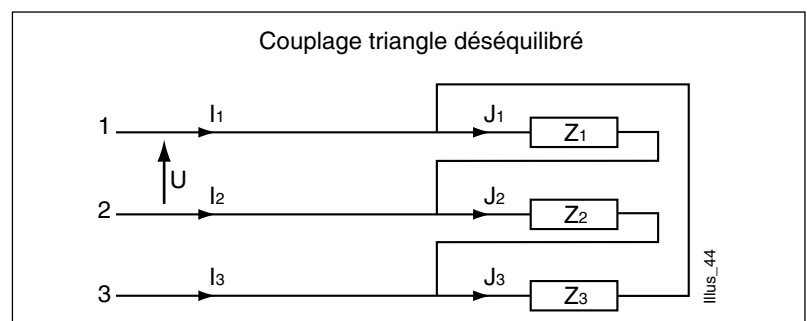 Couplage triangle déséquilibré
1 I1 J1 Z1
U
2 I2 J2 Z2
3 I3 J3 Z3
Illus_44